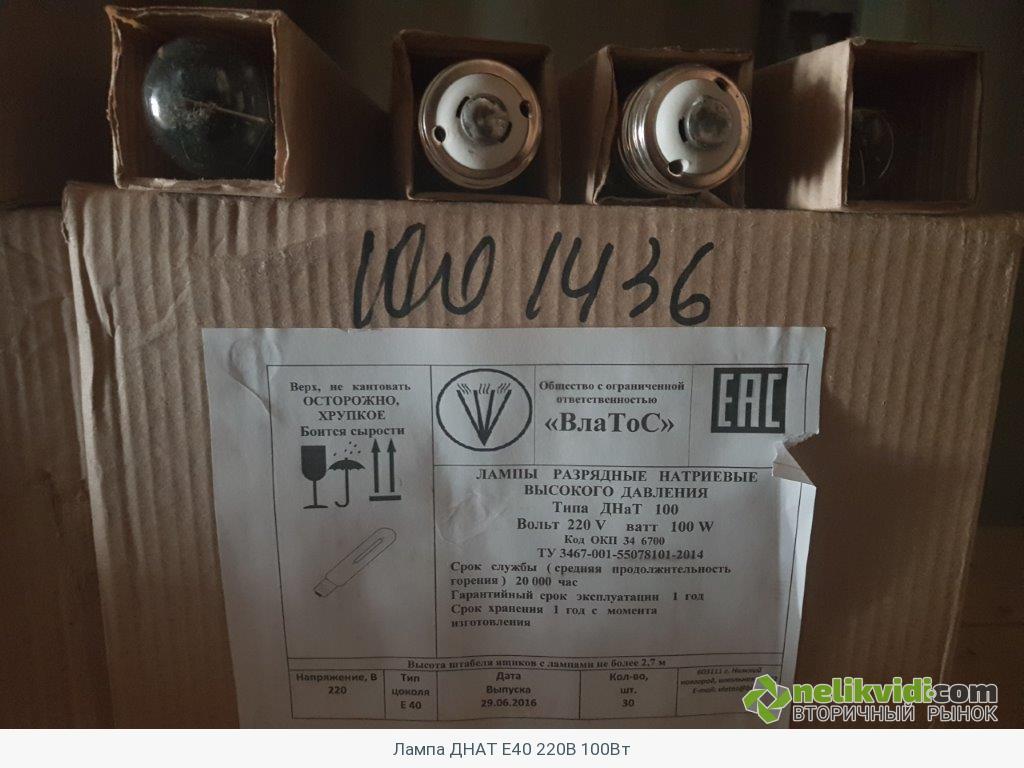 100 1436
Верх, не кантовать
ОСТОРОЖНО,
ХРУПКОЕ
Боится сырости
Общество с ограниченной
ответственностью
«ВлаТоС»
EAC
ЛАМПЫ РАЗРЯДНЫЕ НАТРИЕВЫЕ
ВЫСОКОГО ДАВЛЕНИЯ
Типа ДНаТ 100
Вольт 220 V ватт 100 W
Код ОКП 34 6700
ТУ 3467-001-55078101-2014
Срок службы ( средняя продолжительность
горения ) 20 000 час
Гарантийный срок эксплуатации 1 год
Срок хранения 1 год с момента
изготовления
Высота штабеля ящиков с лампами не более 2,7 м
Напряжение, В
220
Тип
цоколя
Е 40
Дата
Выпуска
29.06.2016
Кол-во,
шт.
30
603111 г. Нижний
E-mail:
nelikvidi.com
ВТОРИЧНЫЙ РЫНОК
Лампа ДНАТ Е40 220В 100Вт